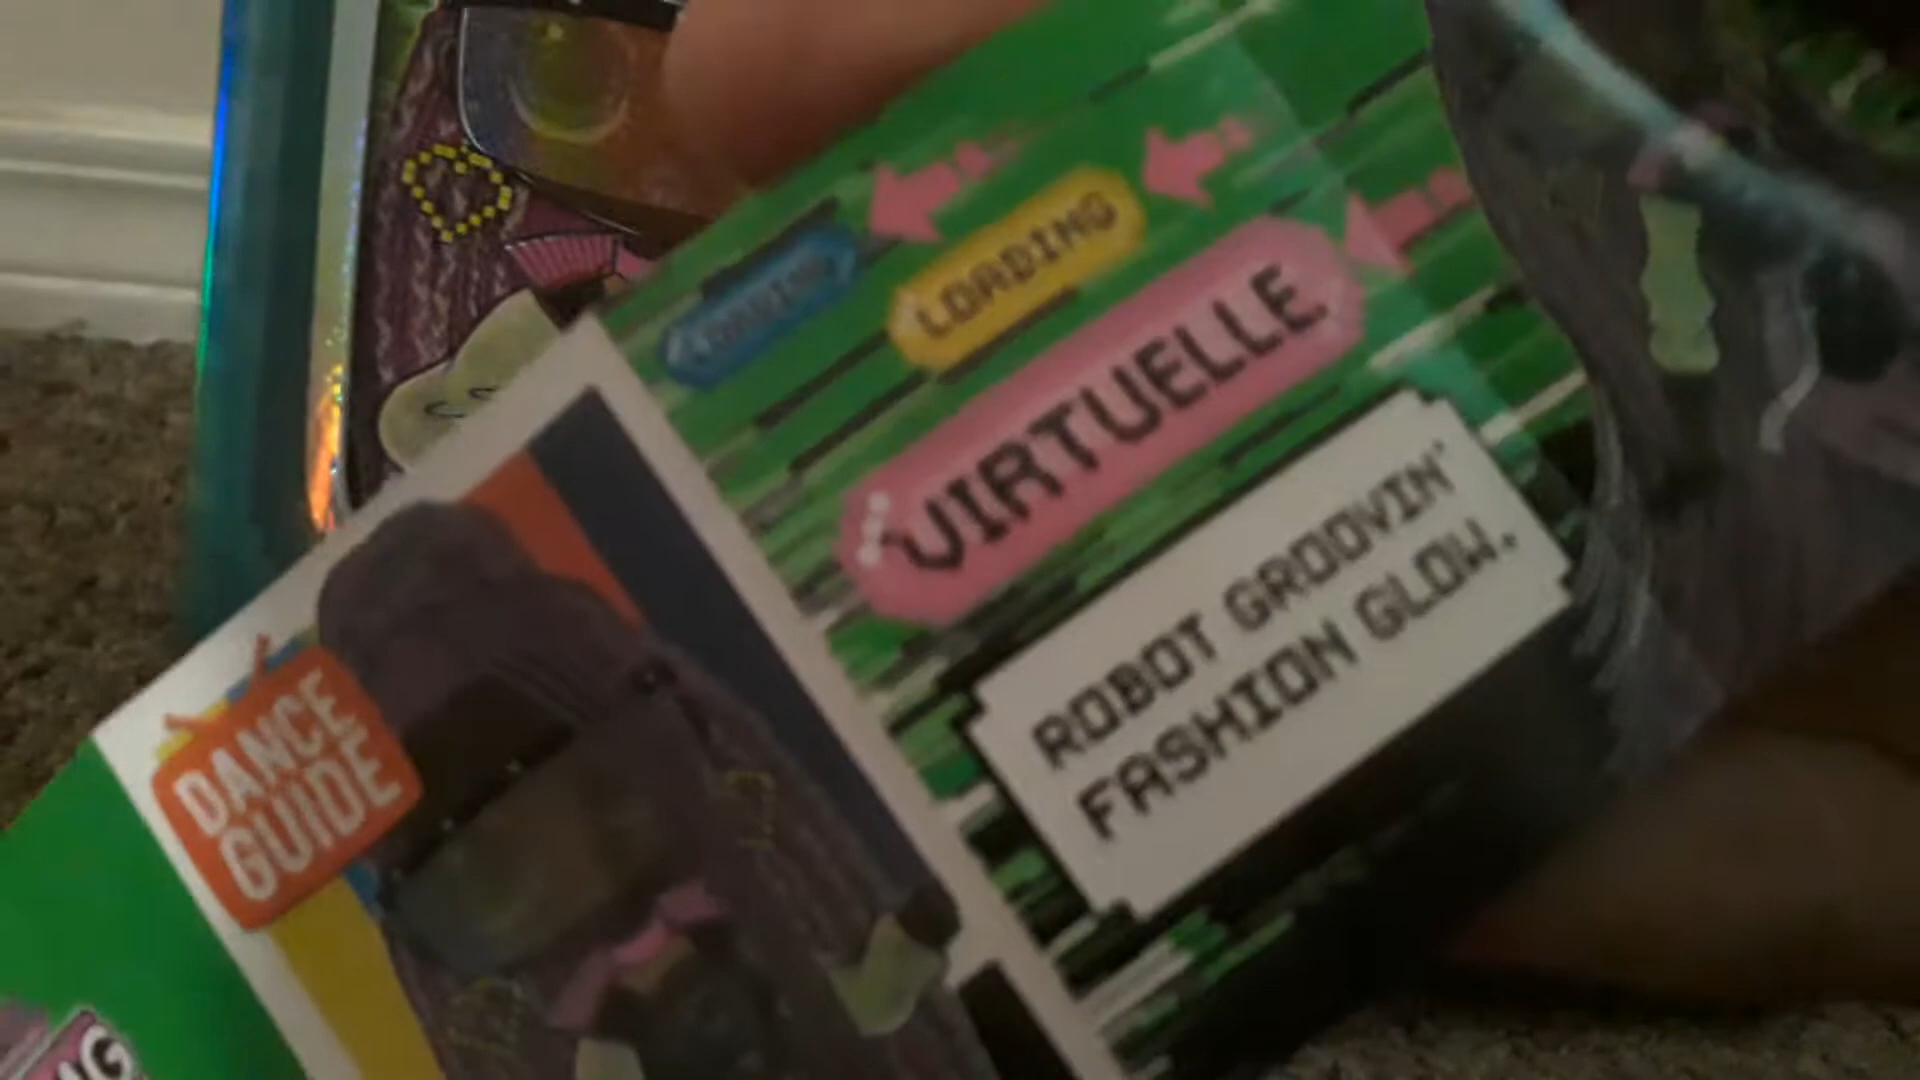 LOADING
VIRTUELLE
ROBOT GROOVIN'
FASHION GLOW.
DANCE
GUIDE